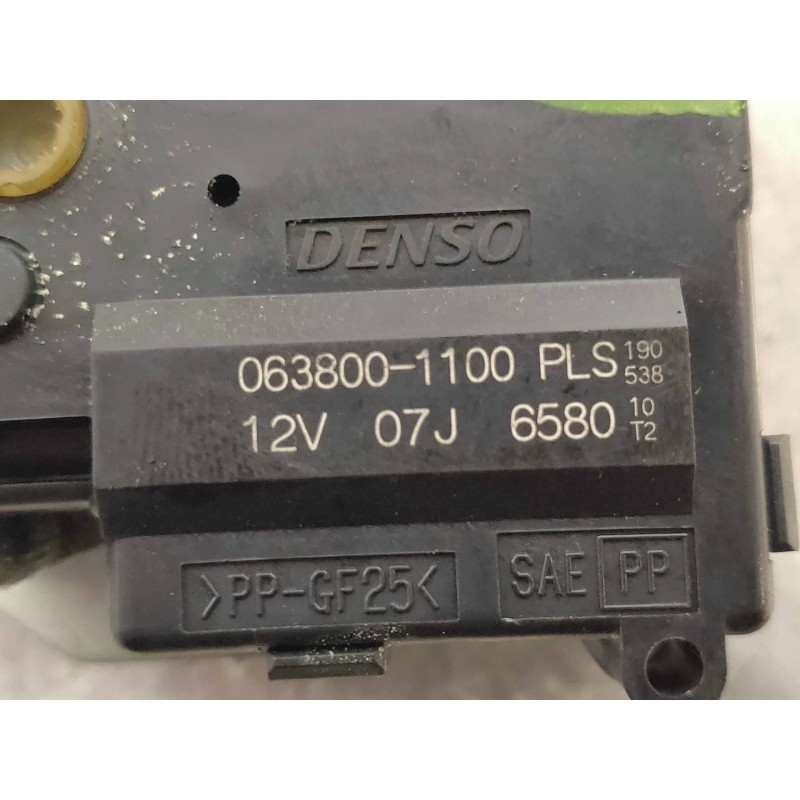 DENSO
063800-1100 PLS 190 538
12V 07J 6580 10 T2
>PP-GF25< SAE PP